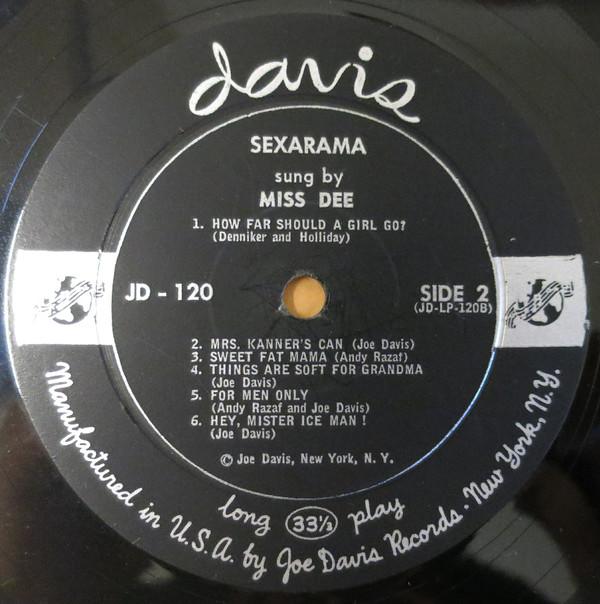 davis
SEXARAMA
sung by
MISS DEE
1. HOW FAR SHOULD A GIRL GO?
(Denniker and Holliday)
JD - 120
SIDE 2
(JD-LP-120B)
2. MRS. KANNER'S CAN (Joe Davis)
3. SWEET FAT MAMA (Andy Razaf)
4. THINGS ARE SOFT FOR GRANDMA
(Joe Davis)
5. FOR MEN ONLY
(Andy Razaf and Joe Davis)
6. HEY, MISTER ICE MAN!
(Joe Davis)
© Joe Davis, New York, N. Y.
long 33⅓ play
Manufactured in U.S.A. by Joe Davis Records · New York, N.Y.